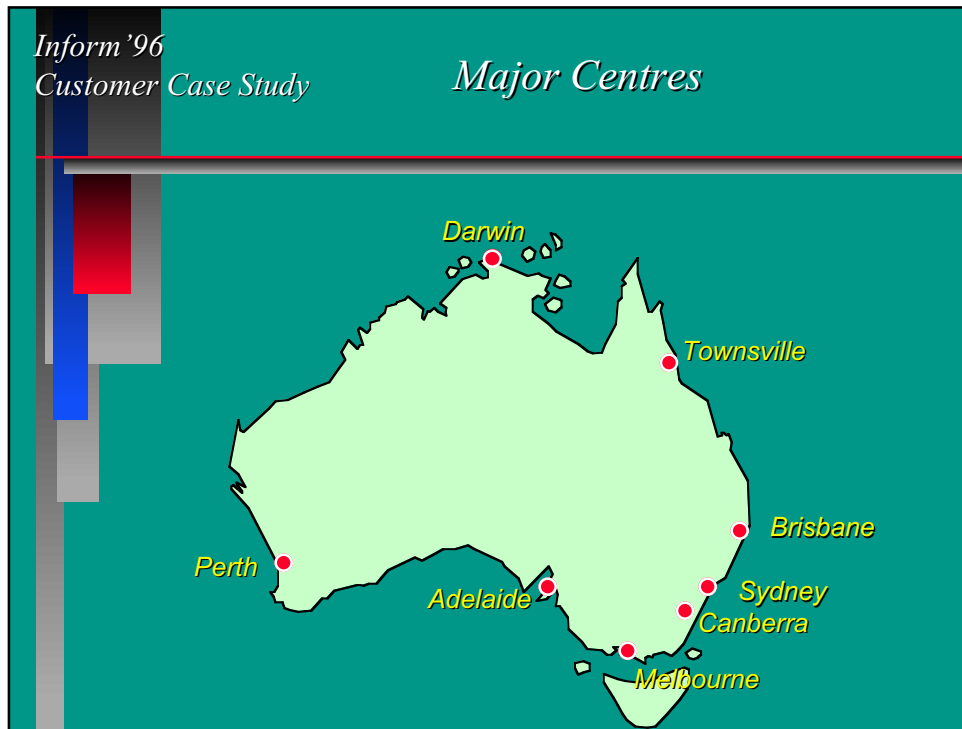 Inform’96
Customer Case Study
Major Centres
Darwin
Townsville
Brisbane
Perth
Adelaide
Sydney
Canberra
Melbourne